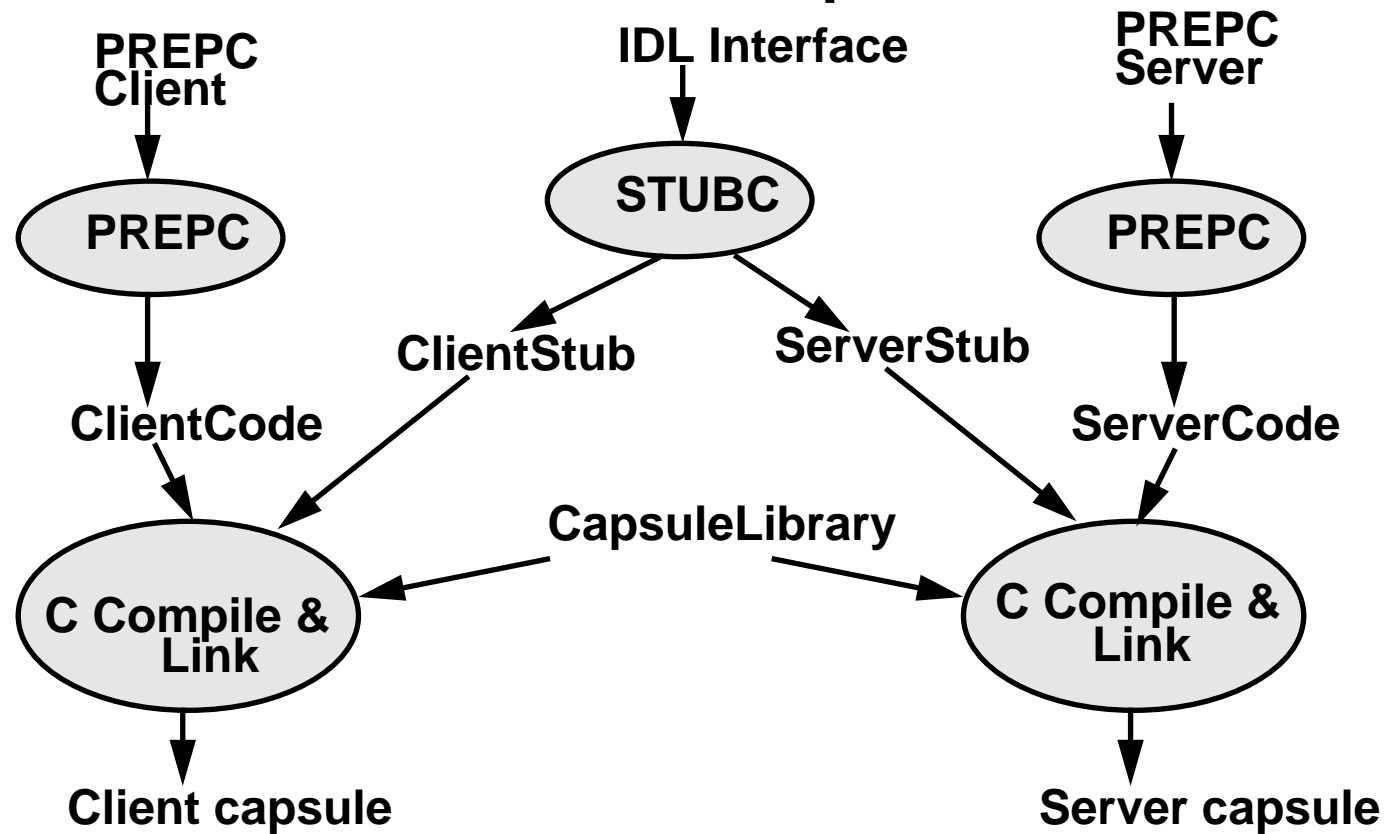 PREPC
Client
IDL Interface
PREPC
Server
PREPC
STUBC
PREPC
ClientStub
ServerStub
ClientCode
ServerCode
CapsuleLibrary
C Compile &
Link
C Compile &
Link
Client capsule
Server capsule